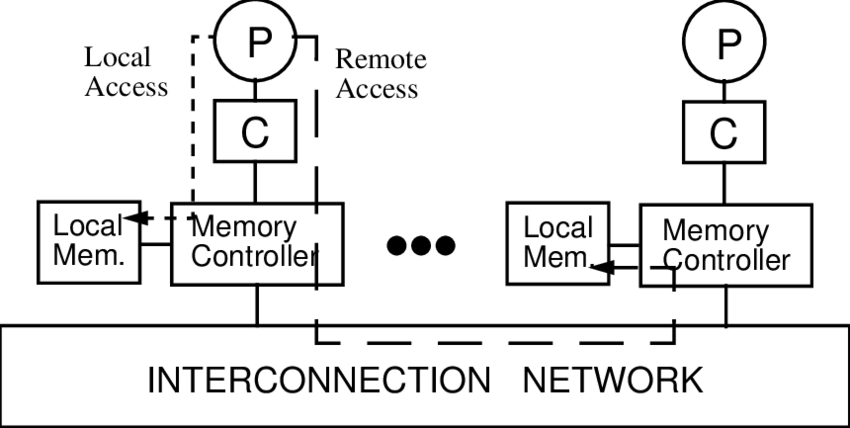 P
Local
Access
Remote
Access
C
Local
Mem.
Memory
Controller
P
C
Local
Mem.
Memory
Controller
INTERCONNECTION NETWORK